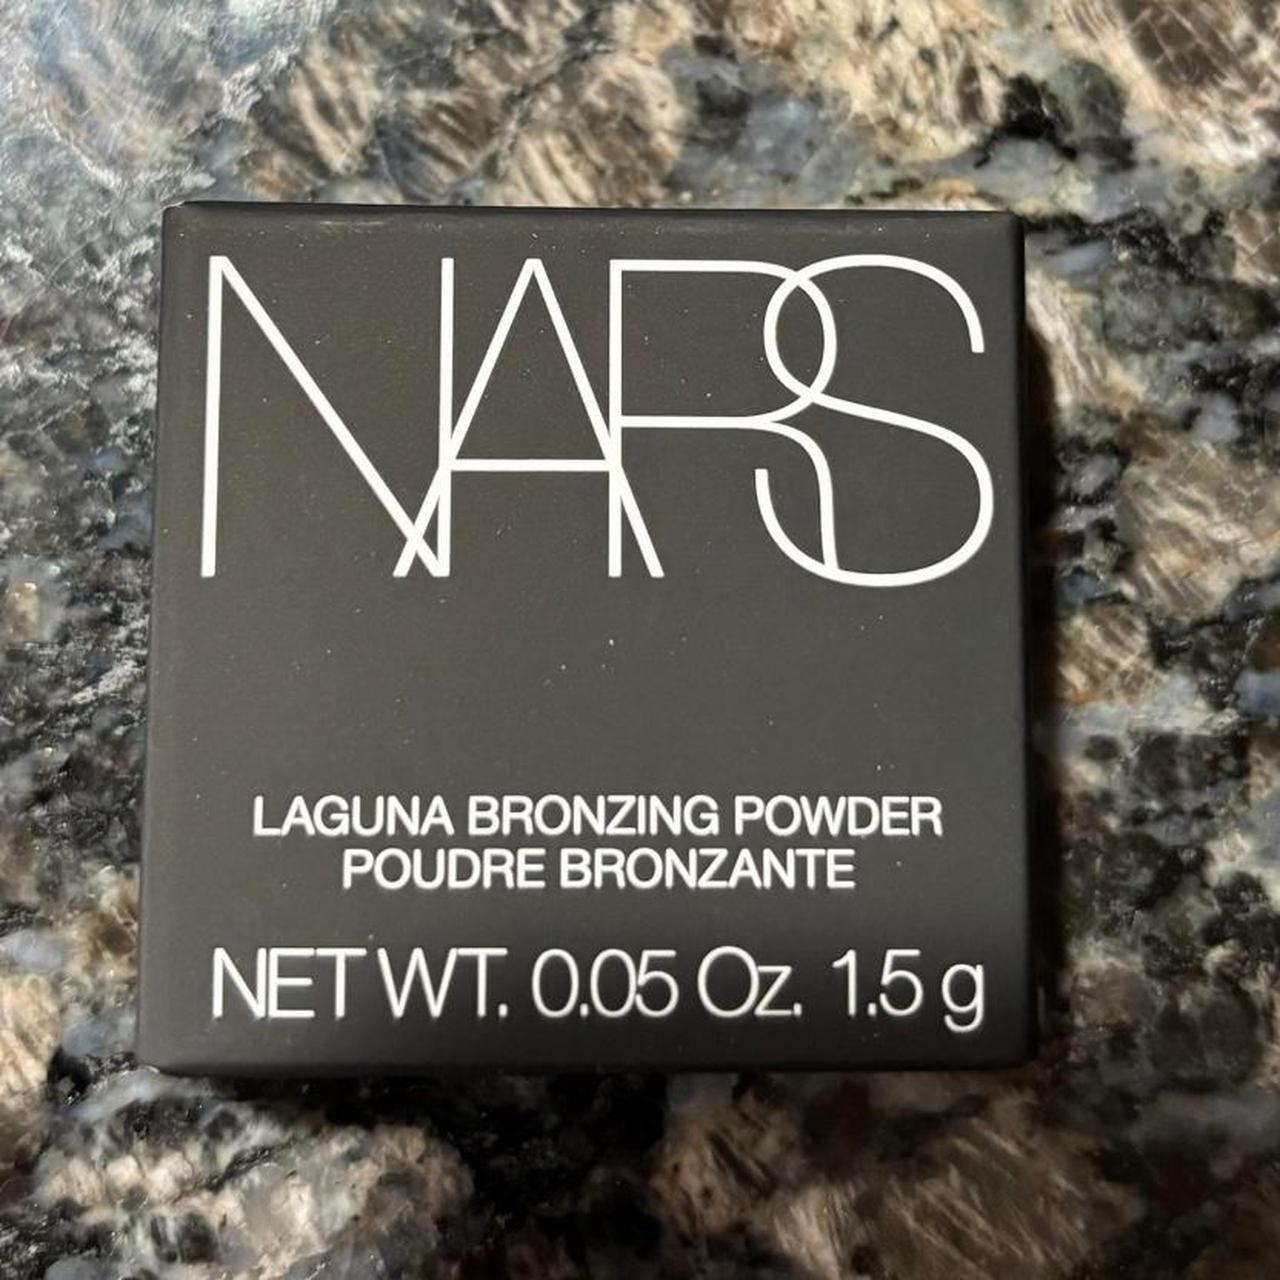 NARS
LAGUNA BRONZING POWDER
POUDRE BRONZANTE
NET WT. 0.05 Oz. 1.5 g